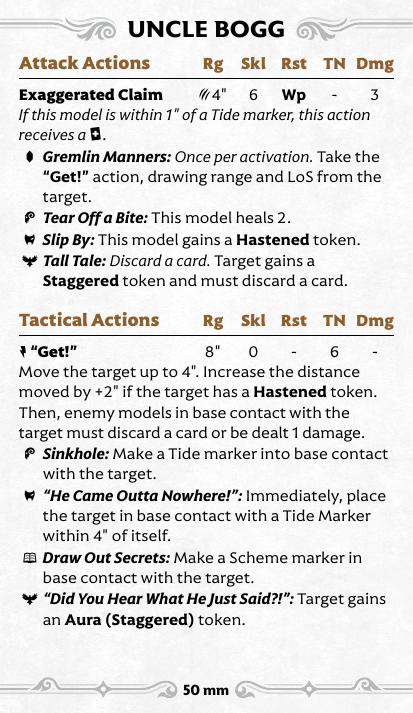 UNCLE BOGG
Attack Actions Rg Skl Rst TN Dmg
Exaggerated Claim 4" 6 Wp - 3
If this model is within 1" of a Tide marker, this action
receives a .
Gremlin Manners: Once per activation. Take the
“Get!” action, drawing range and LoS from the
target.
Tear Off a Bite: This model heals 2.
Slip By: This model gains a Hastened token.
Tall Tale: Discard a card. Target gains a
Staggered token and must discard a card.
Tactical Actions Rg Skl Rst TN Dmg
“Get!” 8" 0 - 6 -
Move the target up to 4". Increase the distance
moved by +2" if the target has a Hastened token.
Then, enemy models in base contact with the
target must discard a card or be dealt 1 damage.
Sinkhole: Make a Tide marker into base contact
with the target.
“He Came Outta Nowhere!”: Immediately, place
the target in base contact with a Tide Marker
within 4" of itself.
Draw Out Secrets: Make a Scheme marker in
base contact with the target.
“Did You Hear What He Just Said?!”: Target gains
an Aura (Staggered) token.
50 mm